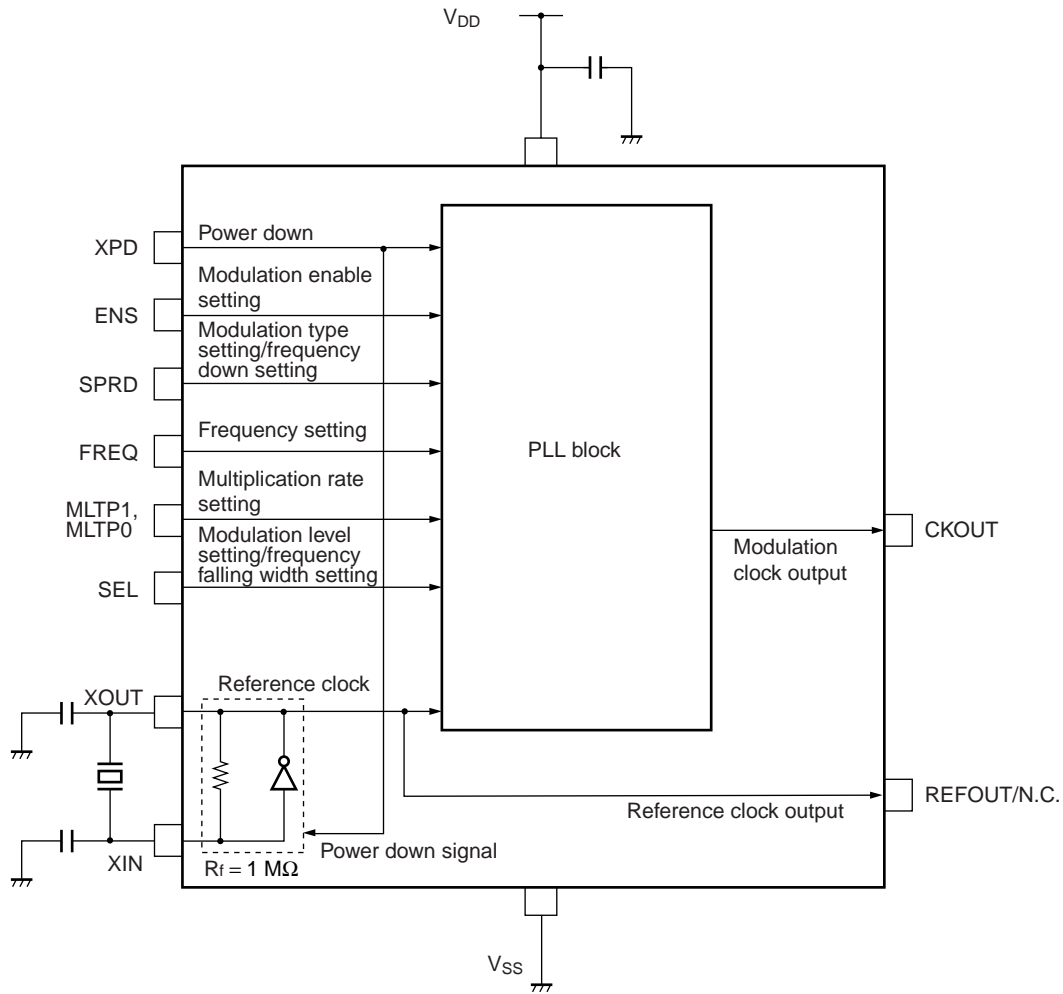 VDD
XPD
Power down
Modulation enable
setting
ENS
Modulation type
setting/frequency
down setting
SPRD
Frequency setting
FREQ
PLL block
Multiplication rate
setting
MLTP1,
MLTP0
Modulation level
setting/frequency
falling width setting
SEL
CKOUT
Modulation
clock output
XOUT
Reference clock
REFOUT/N.C.
Reference clock output
XIN
Power down signal
Rf = 1 MΩ
VSS